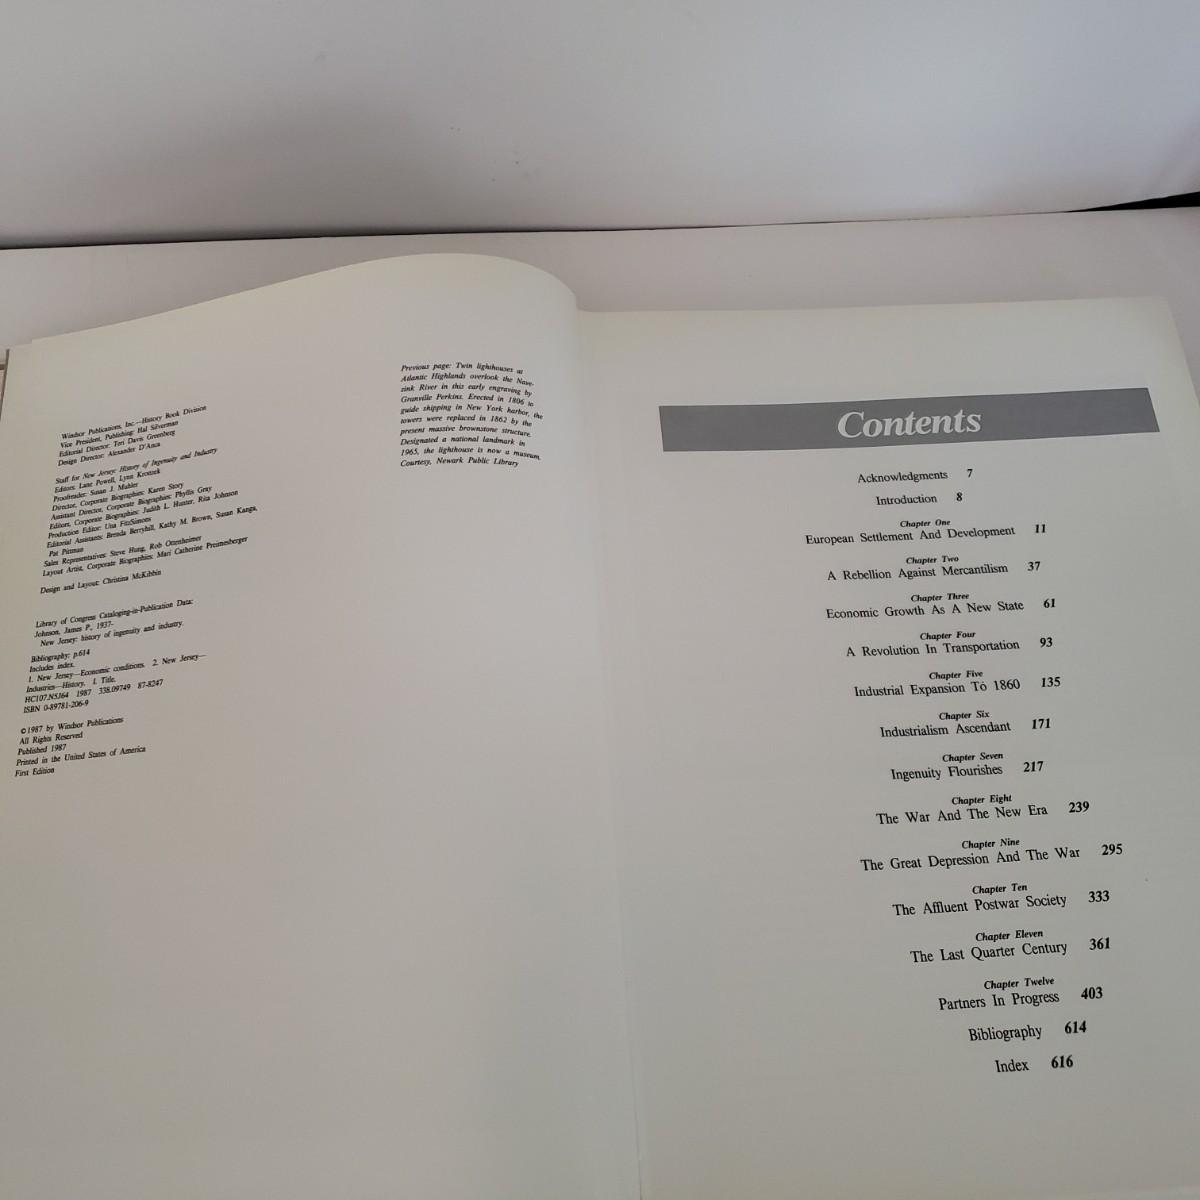 Windsor Publications, Inc.—History Book Division
Vice President, Publishing: Hal Silverman
Editorial Director: Teri Davis Greenberg
Design Director: Alexander D'Anca
Staff for New Jersey: History of Ingenuity and Industry
Editors: Lane Powell, Lynn Kronzek
Proofreader: Susan J. Muhler
Director, Corporate Biographies: Karen Story
Assistant Director, Corporate Biographies: Phyllis Gray
Editors, Corporate Biographies: Judith L. Hunter, Rita Johnson
Production Editor: Una FitzSimons
Editorial Assistants: Brenda Berryhill, Kathy M. Brown, Susan Kanga,
Pat Pittman
Sales Representatives: Steve Hung, Rob Ottenheimer
Layout Artist, Corporate Biographies: Mari Catherine Preimesberger
Design and Layout: Christina McKibbin
Library of Congress Cataloging-in-Publication Data:
Johnson, James P., 1937-
New Jersey: history of ingenuity and industry.
Bibliography: p.614
Includes index.
1. New Jersey—Economic conditions. 2. New Jersey—
Industries—History. I. Title.
HC107.N5J64 1987 338.09749 87-8247
ISBN 0-89781-206-9
©1987 by Windsor Publications
All Rights Reserved
Published 1987
Printed in the United States of America
First Edition
Previous page: Twin lighthouses at
Atlantic Highlands overlook the Nave-
sink River in this early engraving by
Granville Perkins. Erected in 1806 to
guide shipping in New York harbor, the
towers were replaced in 1862 by the
present massive brownstone structure.
Designated a national landmark in
1965, the lighthouse is now a museum.
Courtesy, Newark Public Library
Contents
Acknowledgments 7
Introduction 8
Chapter One
European Settlement And Development 11
Chapter Two
A Rebellion Against Mercantilism 37
Chapter Three
Economic Growth As A New State 61
Chapter Four
A Revolution In Transportation 93
Chapter Five
Industrial Expansion To 1860 135
Chapter Six
Industrialism Ascendant 171
Chapter Seven
Ingenuity Flourishes 217
Chapter Eight
The War And The New Era 239
Chapter Nine
The Great Depression And The War 295
Chapter Ten
The Affluent Postwar Society 333
Chapter Eleven
The Last Quarter Century 361
Chapter Twelve
Partners In Progress 403
Bibliography 614
Index 616